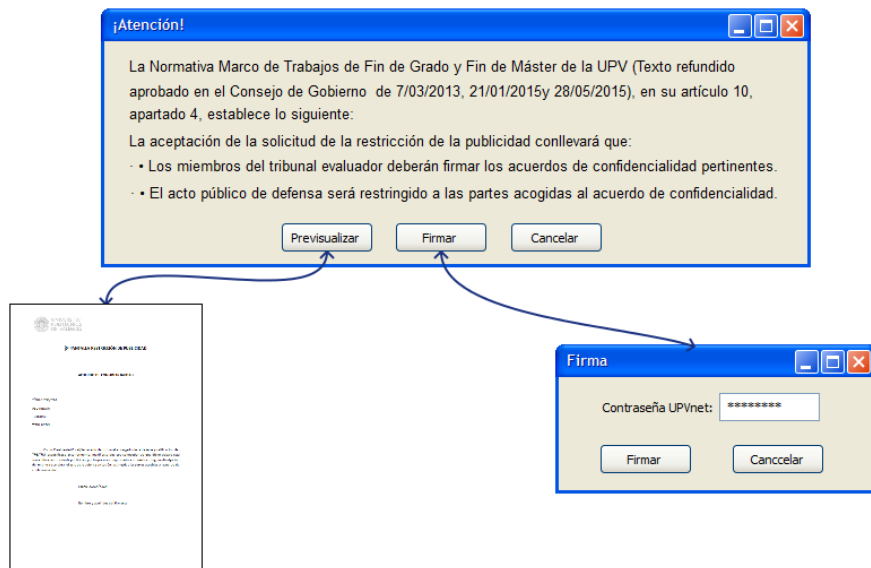 ¡Atención!
La Normativa Marco de Trabajos de Fin de Grado y Fin de Máster de la UPV (Texto refundido
aprobado en el Consejo de Gobierno de 7/03/2013, 21/01/2015y 28/05/2015), en su artículo 10,
apartado 4, establece lo siguiente:
La aceptación de la solicitud de la restricción de la publicidad conllevará que:
· • Los miembros del tribunal evaluador deberán firmar los acuerdos de confidencialidad pertinentes.
· • El acto público de defensa será restringido a las partes acogidas al acuerdo de confidencialidad.
Previsualizar Firmar Cancelar
Firma
Contraseña UPVnet: ********
Firmar Canccelar